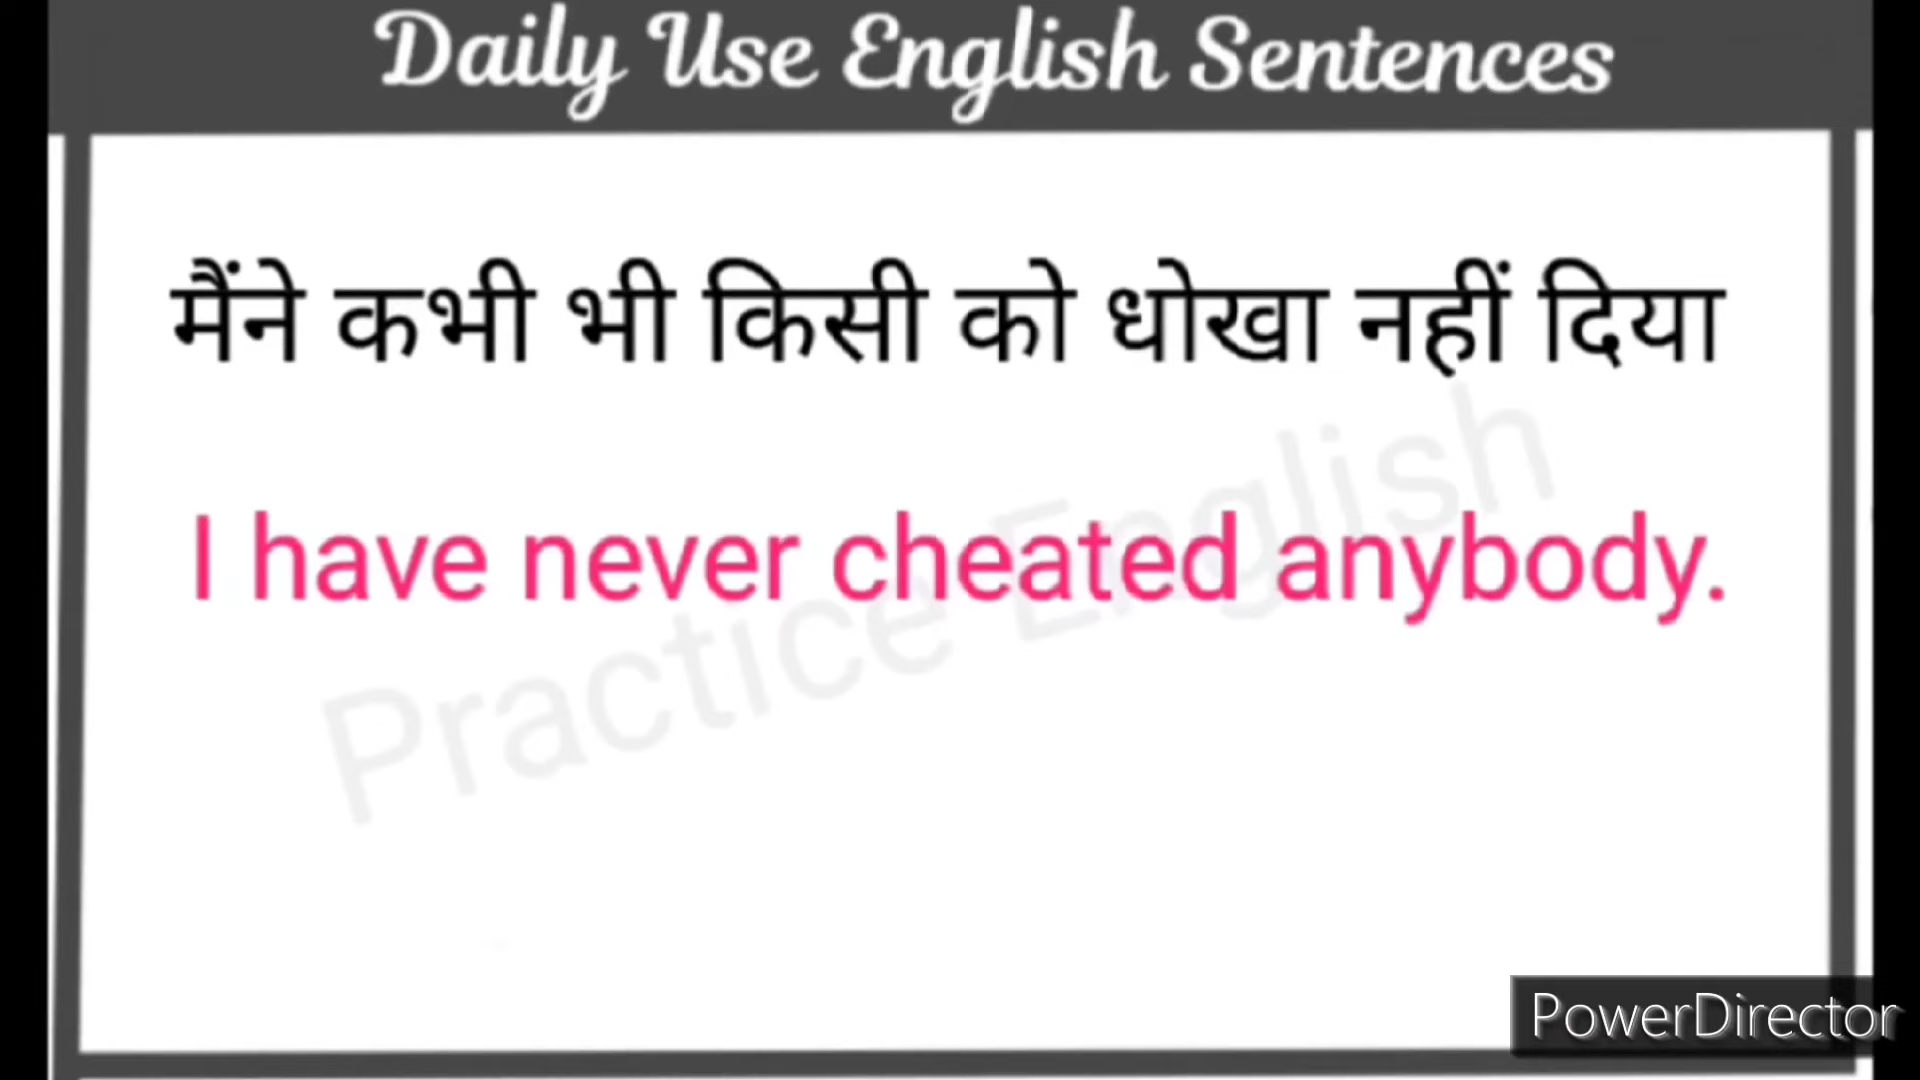 Daily Use English Sentences
मैंने कभी भी किसी को धोखा नहीं दिया
I have never cheated anybody.
Practice English
PowerDirector